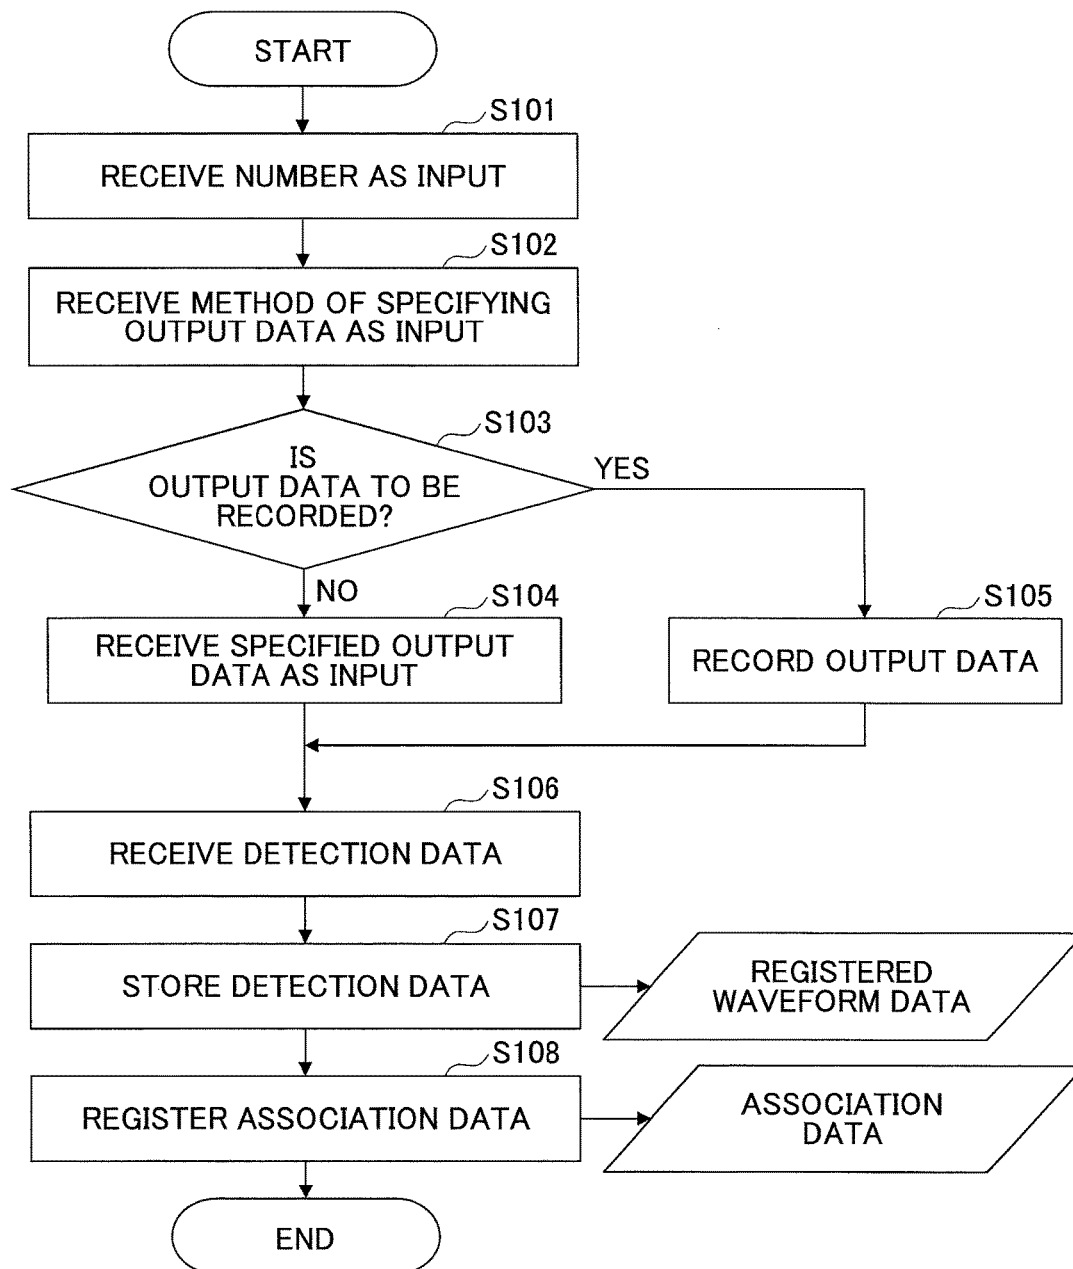 START
S101
RECEIVE NUMBER AS INPUT
S102
RECEIVE METHOD OF SPECIFYING
OUTPUT DATA AS INPUT
S103
IS
OUTPUT DATA TO BE
RECORDED?
YES
NO
S104
RECEIVE SPECIFIED OUTPUT
DATA AS INPUT
S105
RECORD OUTPUT DATA
S106
RECEIVE DETECTION DATA
S107
STORE DETECTION DATA
REGISTERED
WAVEFORM DATA
S108
REGISTER ASSOCIATION DATA
ASSOCIATION
DATA
END